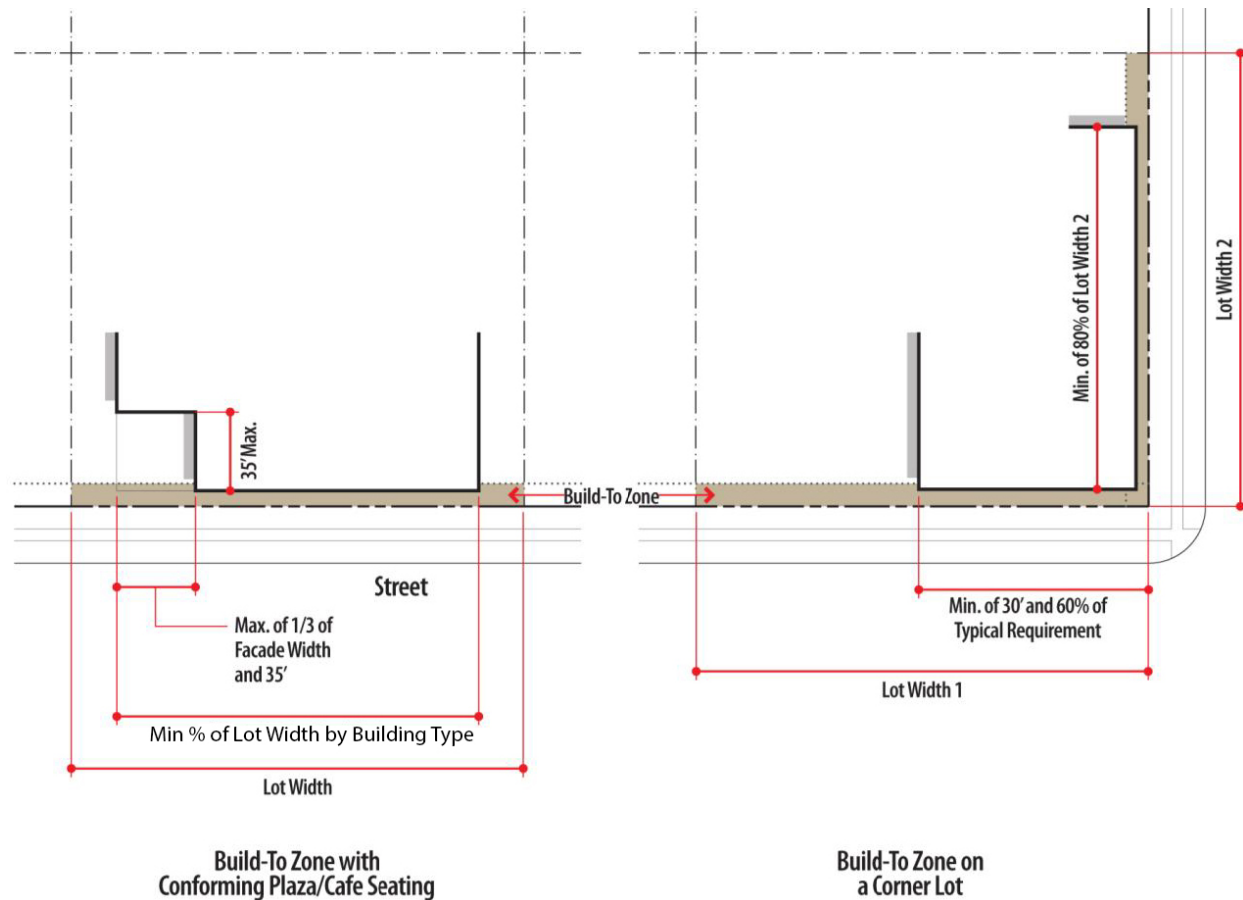 35' Max.
Build-To Zone
Street
Max. of 1/3 of
Facade Width
and 35'
Min % of Lot Width by Building Type
Lot Width
Build-To Zone with
Conforming Plaza/Cafe Seating
Min. of 80% of Lot Width 2
Lot Width 2
Min. of 30' and 60% of
Typical Requirement
Lot Width 1
Build-To Zone on
a Corner Lot